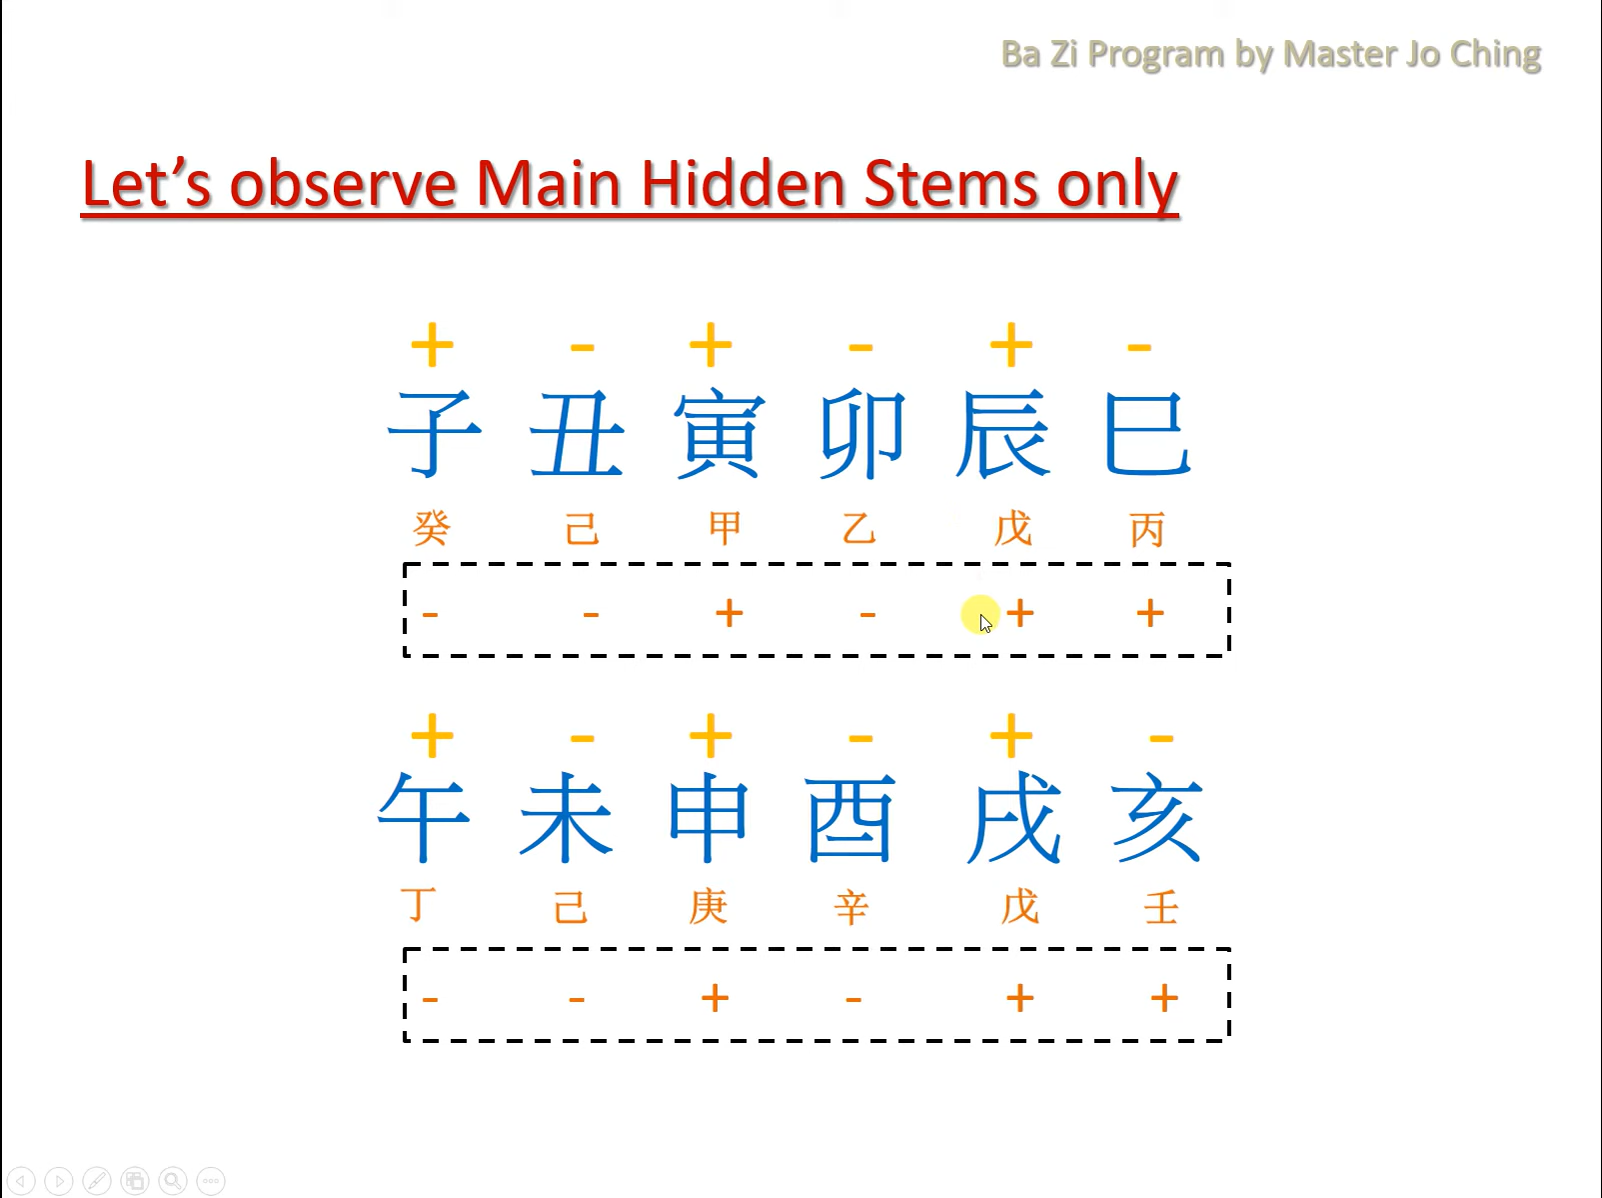 Ba Zi Program by Master Jo Ching
Let’s observe Main Hidden Stems only
+ - + - + -
子 丑 寅 卯 辰 巳
癸 己 甲 乙 戊 丙
- - + - + +
+ - + - + -
午 未 申 酉 戌 亥
丁 己 庚 辛 戊 壬
- - + - + +